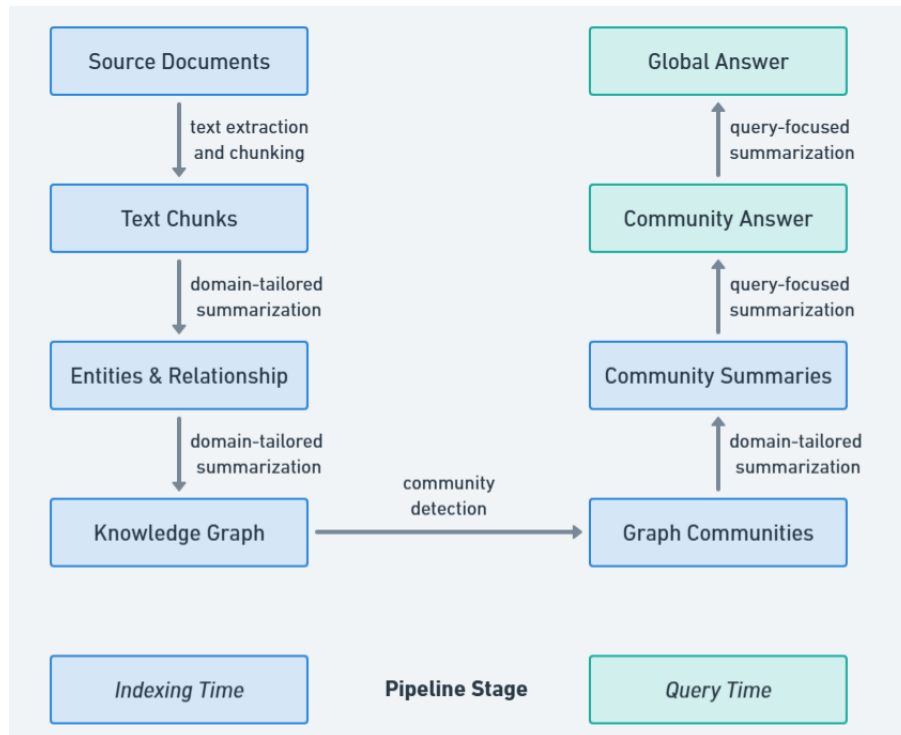 Source Documents
text extraction
and chunking
Text Chunks
domain-tailored
summarization
Entities & Relationship
domain-tailored
summarization
Knowledge Graph
community
detection
Graph Communities
domain-tailored
summarization
Community Summaries
query-focused
summarization
Community Answer
query-focused
summarization
Global Answer
Indexing Time
Pipeline Stage
Query Time